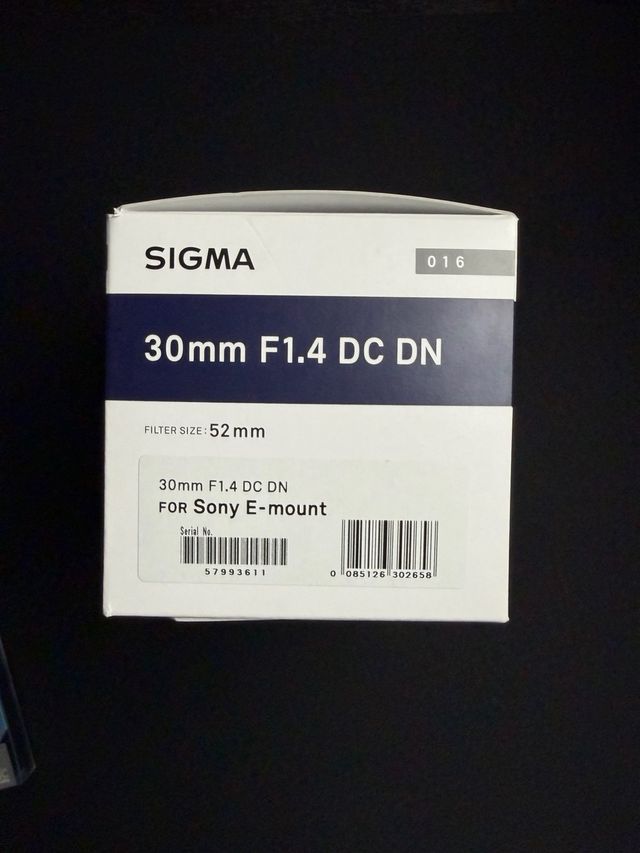 SIGMA
016
30mm F1.4 DC DN
FILTER SIZE: 52mm
30mm F1.4 DC DN
FOR Sony E-mount
Serial No.
57993611
0 085126 302658